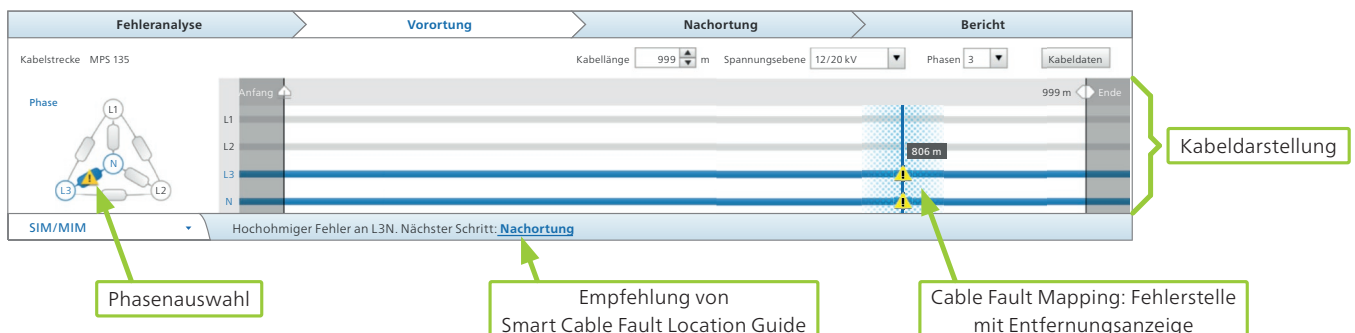 Fehleranalyse Vorortung Nachortung Bericht
Kabelstrecke MPS 135 Kabellänge 999 m Spannungsebene 12/20 kV Phasen 3 Kabeldaten
Phase
L1
N
L3
L2
Anfang 999 m Ende
L1
L2
806 m
L3
N
Kabeldarstellung
SIM/MIM Hochohmiger Fehler an L3N. Nächster Schritt: Nachortung
Phasenauswahl
Empfehlung von
Smart Cable Fault Location Guide
Cable Fault Mapping: Fehlerstelle
mit Entfernungsanzeige